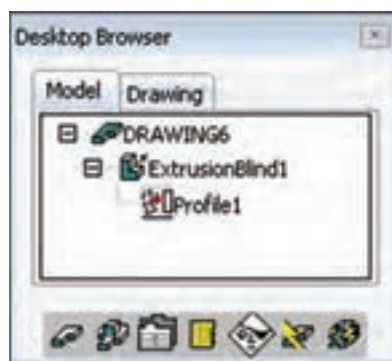 Desktop Browser
Model Drawing
DRAWING6
ExtrusionBlind1
Profile1